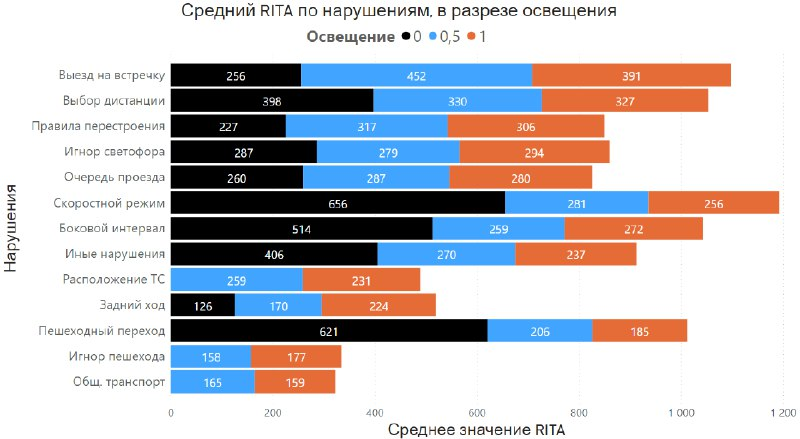 Средний RITA по нарушениям, в разрезе освещения
Освещение 0 0,5 1
Нарушения
Выезд на встречку 256 452 391
Выбор дистанции 398 330 327
Правила перестроения 227 317 306
Игнор светофора 287 279 294
Очередь проезда 260 287 280
Скоростной режим 656 281 256
Боковой интервал 514 259 272
Иные нарушения 406 270 237
Расположение ТС 259 231
Задний ход 126 170 224
Пешеходный переход 621 206 185
Игнор пешехода 158 177
Общ. транспорт 165 159
0 200 400 600 800 1 000 1 200
Среднее значение RITA